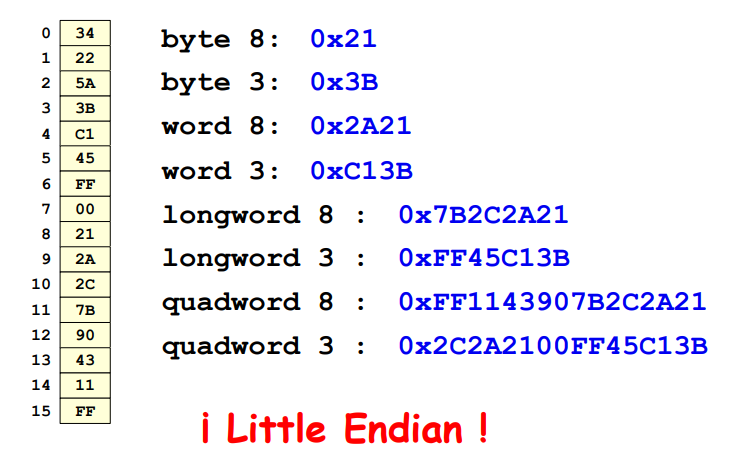 0 34
1 22
2 5A
3 3B
4 C1
5 45
6 FF
7 00
8 21
9 2A
10 2C
11 7B
12 90
13 43
14 11
15 FF
byte 8: 0x21
byte 3: 0x3B
word 8: 0x2A21
word 3: 0xC13B
longword 8 : 0x7B2C2A21
longword 3 : 0xFF45C13B
quadword 8 : 0xFF1143907B2C2A21
quadword 3 : 0x2C2A2100FF45C13B
¡ Little Endian !